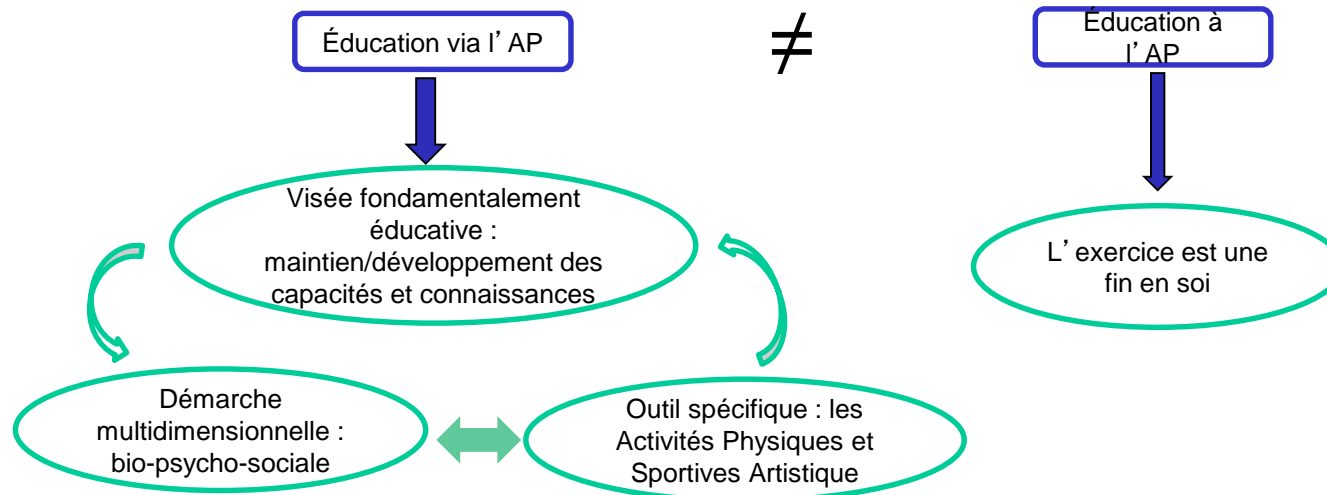 Éducation via l’AP
≠
Éducation à
l’AP
Visée fondamentalement
éducative :
maintien/développement des
capacités et connaissances
L’exercice est une
fin en soi
Démarche
multidimensionnelle :
bio-psycho-sociale
Outil spécifique : les
Activités Physiques et
Sportives Artistique